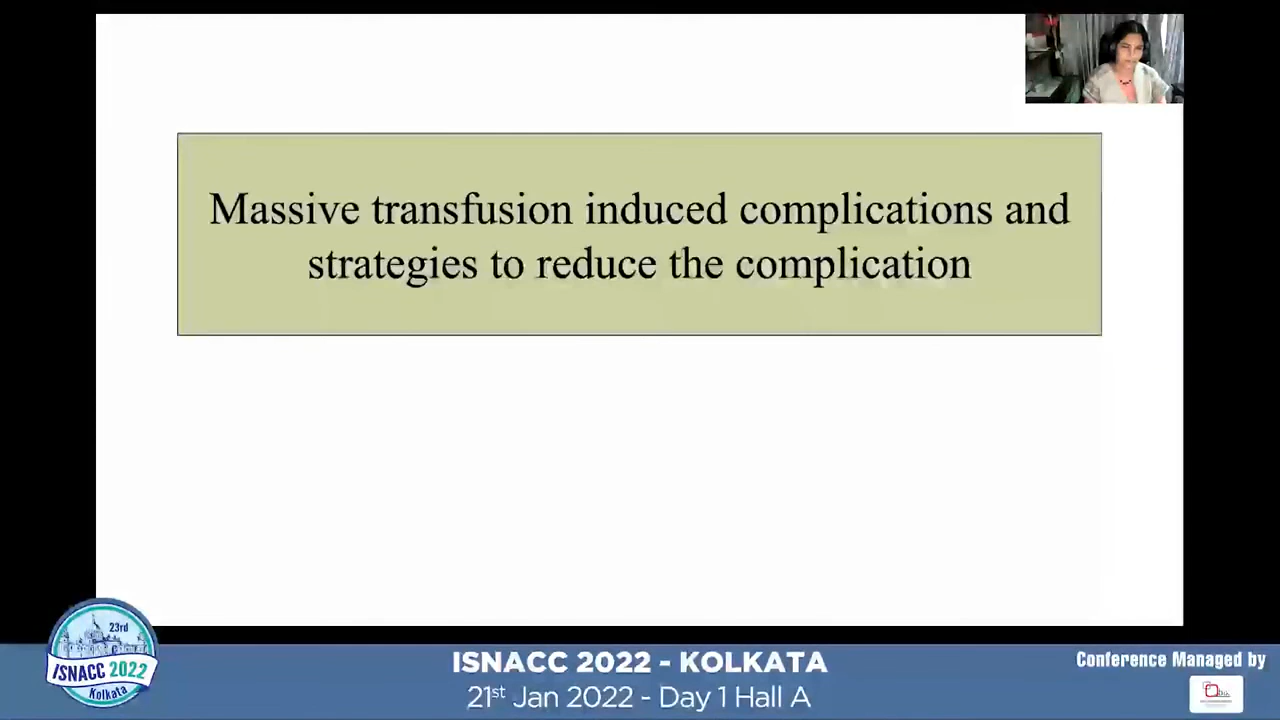 Massive transfusion induced complications and
strategies to reduce the complication
23rd
ISNACC 2022
Kolkata
ISNACC 2022 - KOLKATA
21st Jan 2022 - Day 1 Hall A
Conference Managed by